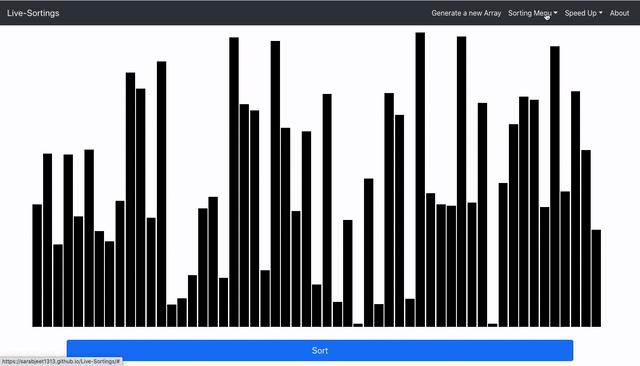 Live-Sortings
Generate a new Array Sorting Menu Speed Up About
Sort
https://sarabjeet1313.github.io/Live-Sortings/#